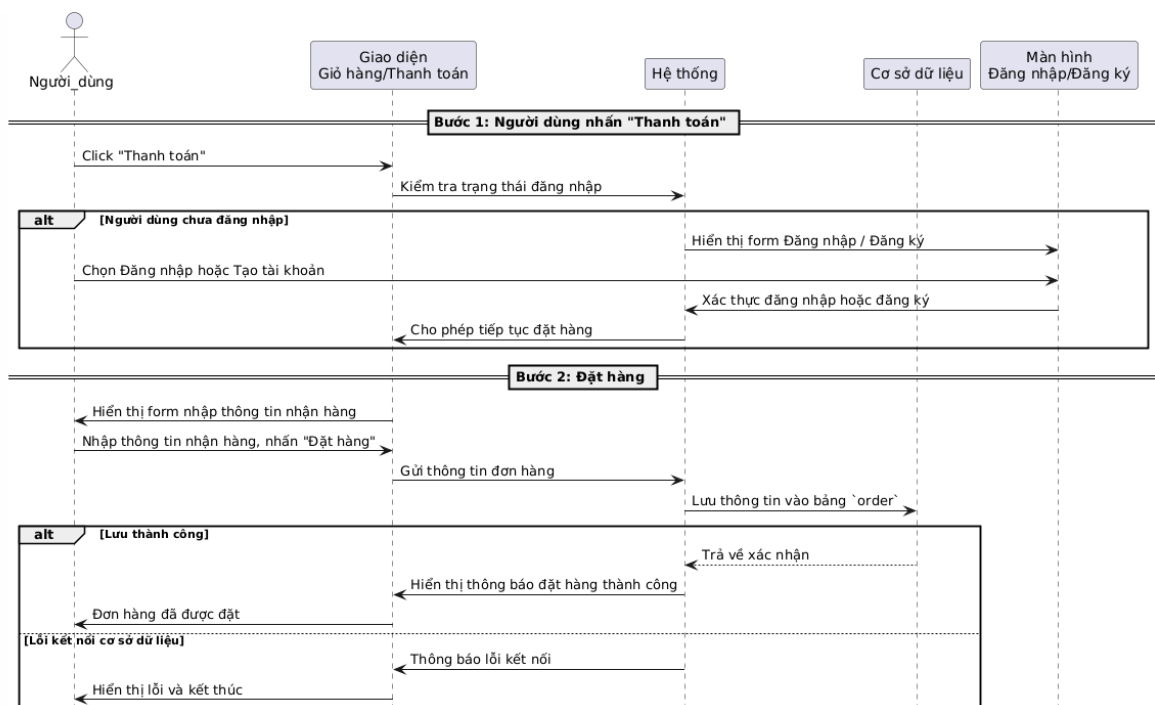 Người_dùng
Giao diện
Giỏ hàng/Thanh toán
Hệ thống
Cơ sở dữ liệu
Màn hình
Đăng nhập/Đăng ký
Bước 1: Người dùng nhấn "Thanh toán"
Click "Thanh toán"
Kiểm tra trạng thái đăng nhập
alt [Người dùng chưa đăng nhập]
Hiển thị form Đăng nhập / Đăng ký
Chọn Đăng nhập hoặc Tạo tài khoản
Xác thực đăng nhập hoặc đăng ký
Cho phép tiếp tục đặt hàng
Bước 2: Đặt hàng
Hiển thị form nhập thông tin nhận hàng
Nhập thông tin nhận hàng, nhấn "Đặt hàng"
Gửi thông tin đơn hàng
Lưu thông tin vào bảng `order`
alt [Lưu thành công]
Trả về xác nhận
Hiển thị thông báo đặt hàng thành công
Đơn hàng đã được đặt
[Lỗi kết nối cơ sở dữ liệu]
Thông báo lỗi kết nối
Hiển thị lỗi và kết thúc